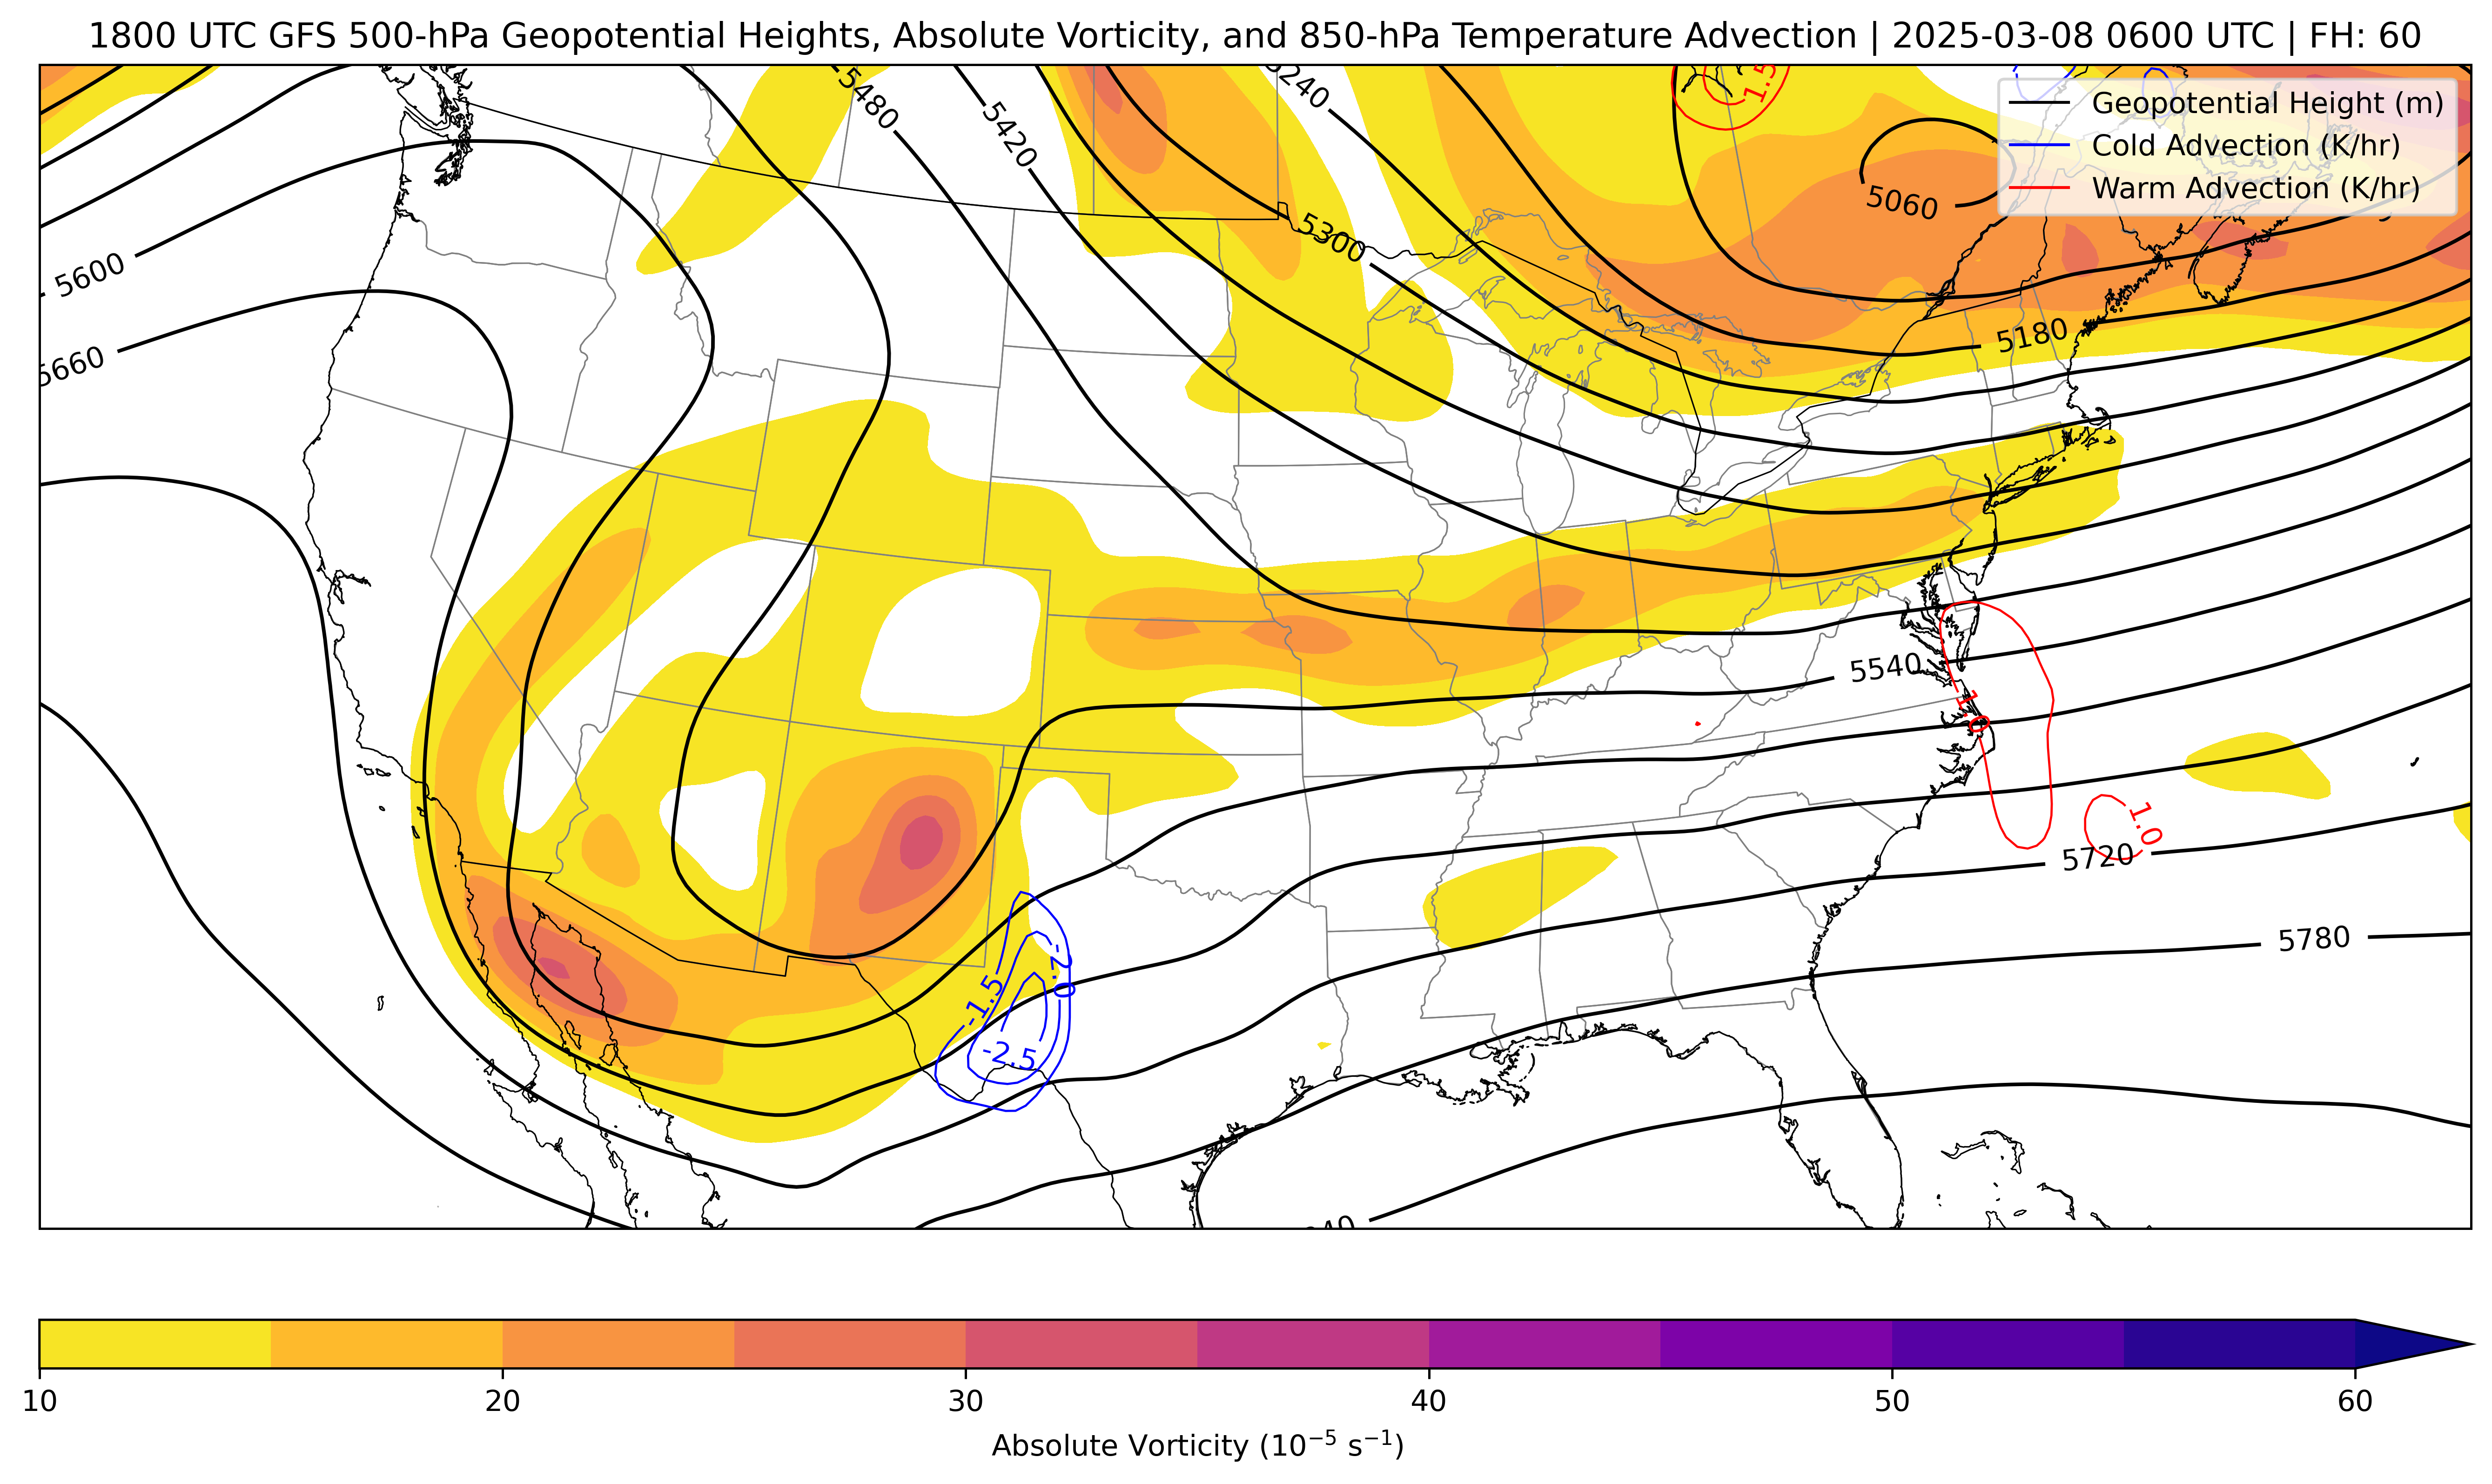 1800 UTC GFS 500-hPa Geopotential Heights, Absolute Vorticity, and 850-hPa Temperature Advection | 2025-03-08 0600 UTC | FH: 60
Geopotential Height (m)
Cold Advection (K/hr)
Warm Advection (K/hr)
5480
5420
5240
1.5
5060
5300
5600
5180
5660
5540
1.0
1.0
5720
5780
-2.0
-1.5
-2.5
10 20 30 40 50 60
Absolute Vorticity (10⁻⁵ s⁻¹)